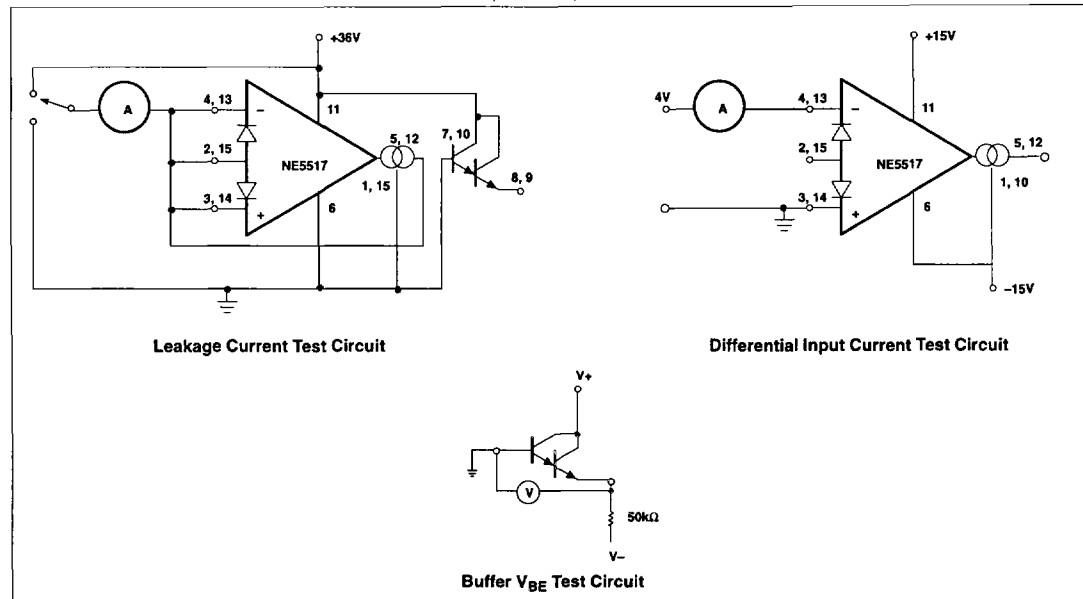 +36V
A
4, 13
−
11
2, 15
NE5517
5, 12
7, 10
8, 9
1, 15
3, 14
+
6
Leakage Current Test Circuit
+15V
4V
A
4, 13
−
11
2, 15
NE5517
5, 12
1, 10
3, 14
+
6
−15V
Differential Input Current Test Circuit
V+
V
50kΩ
V−
Buffer VBE Test Circuit